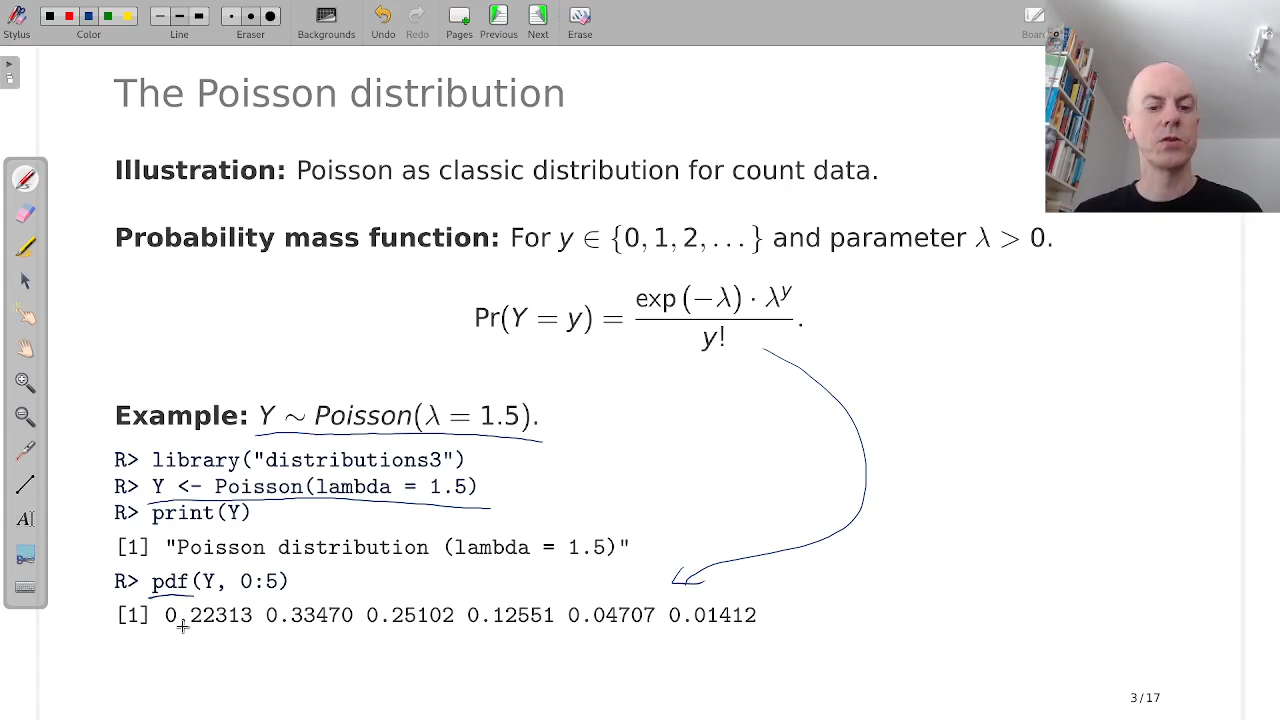 Stylus Color Line Eraser Backgrounds Undo Redo Pages Previous Next Erase
The Poisson distribution
Illustration: Poisson as classic distribution for count data.
Probability mass function: For y ∈ {0, 1, 2, . . . } and parameter λ > 0.
Pr(Y = y) = exp (−λ) · λ^y / y! .
Example: Y ∼ Poisson(λ = 1.5).
R> library("distributions3")
R> Y <- Poisson(lambda = 1.5)
R> print(Y)
[1] "Poisson distribution (lambda = 1.5)"
R> pdf(Y, 0:5)
[1] 0.22313 0.33470 0.25102 0.12551 0.04707 0.01412
3 / 17